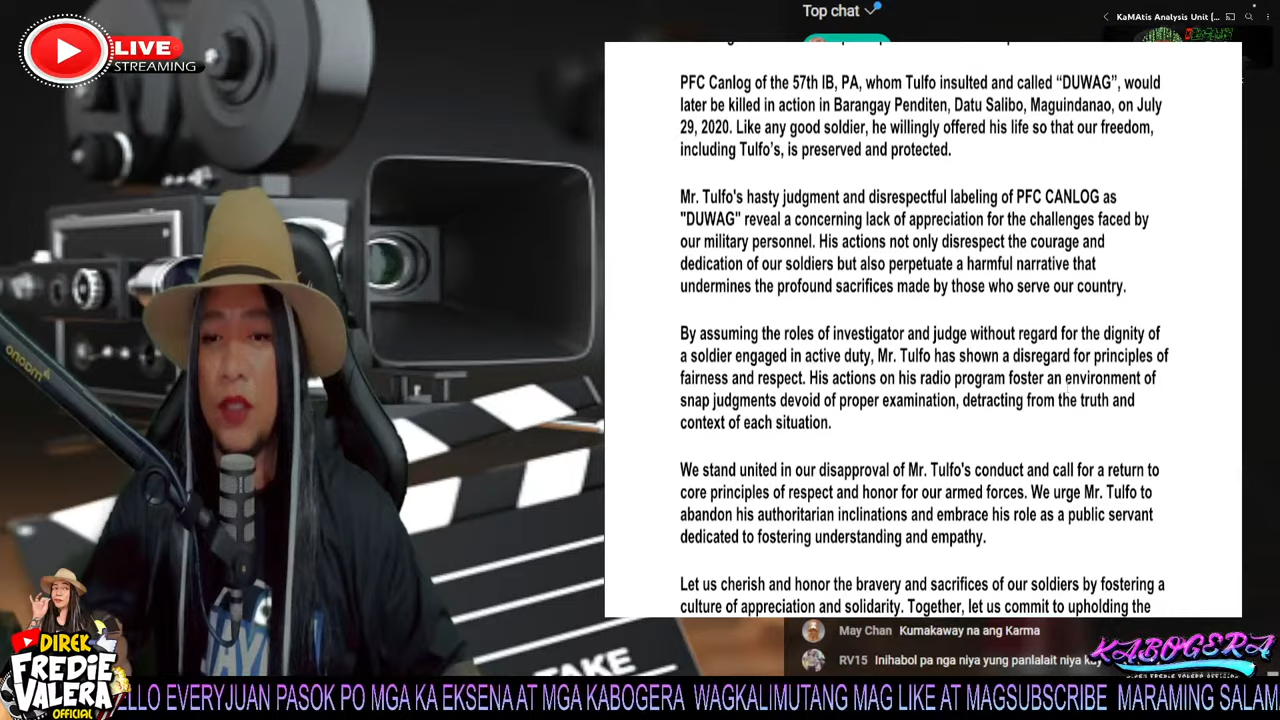 Top chat
KaMAtis Analysis Unit (...
LIVE
STREAMING
PFC Canlog of the 57th IB, PA, whom Tulfo insulted and called “DUWAG”, would
later be killed in action in Barangay Penditen, Datu Salibo, Maguindanao, on July
29, 2020. Like any good soldier, he willingly offered his life so that our freedom,
including Tulfo’s, is preserved and protected.
Mr. Tulfo's hasty judgment and disrespectful labeling of PFC CANLOG as
"DUWAG" reveal a concerning lack of appreciation for the challenges faced by
our military personnel. His actions not only disrespect the courage and
dedication of our soldiers but also perpetuate a harmful narrative that
undermines the profound sacrifices made by those who serve our country.
By assuming the roles of investigator and judge without regard for the dignity of
a soldier engaged in active duty, Mr. Tulfo has shown a disregard for principles of
fairness and respect. His actions on his radio program foster an environment of
snap judgments devoid of proper examination, detracting from the truth and
context of each situation.
We stand united in our disapproval of Mr. Tulfo's conduct and call for a return to
core principles of respect and honor for our armed forces. We urge Mr. Tulfo to
abandon his authoritarian inclinations and embrace his role as a public servant
dedicated to fostering understanding and empathy.
Let us cherish and honor the bravery and sacrifices of our soldiers by fostering a
culture of appreciation and solidarity. Together, let us commit to upholding the
May Chan Kumakaway na ang Karma
RV15 Inihabol pa nga niya yung panlalait niya
maono
TAKE
DIREK
FREDIE
VALERA
OFFICIAL
KABOGERA
DIREK FREDIE VALERA OFFICIAL
LLO EVERYJUAN PASOK PO MGA KA EKSENA AT MGA KABOGERA WAGKALIMUTANG MAG LIKE AT MAGSUBSCRIBE MARAMING SALAM